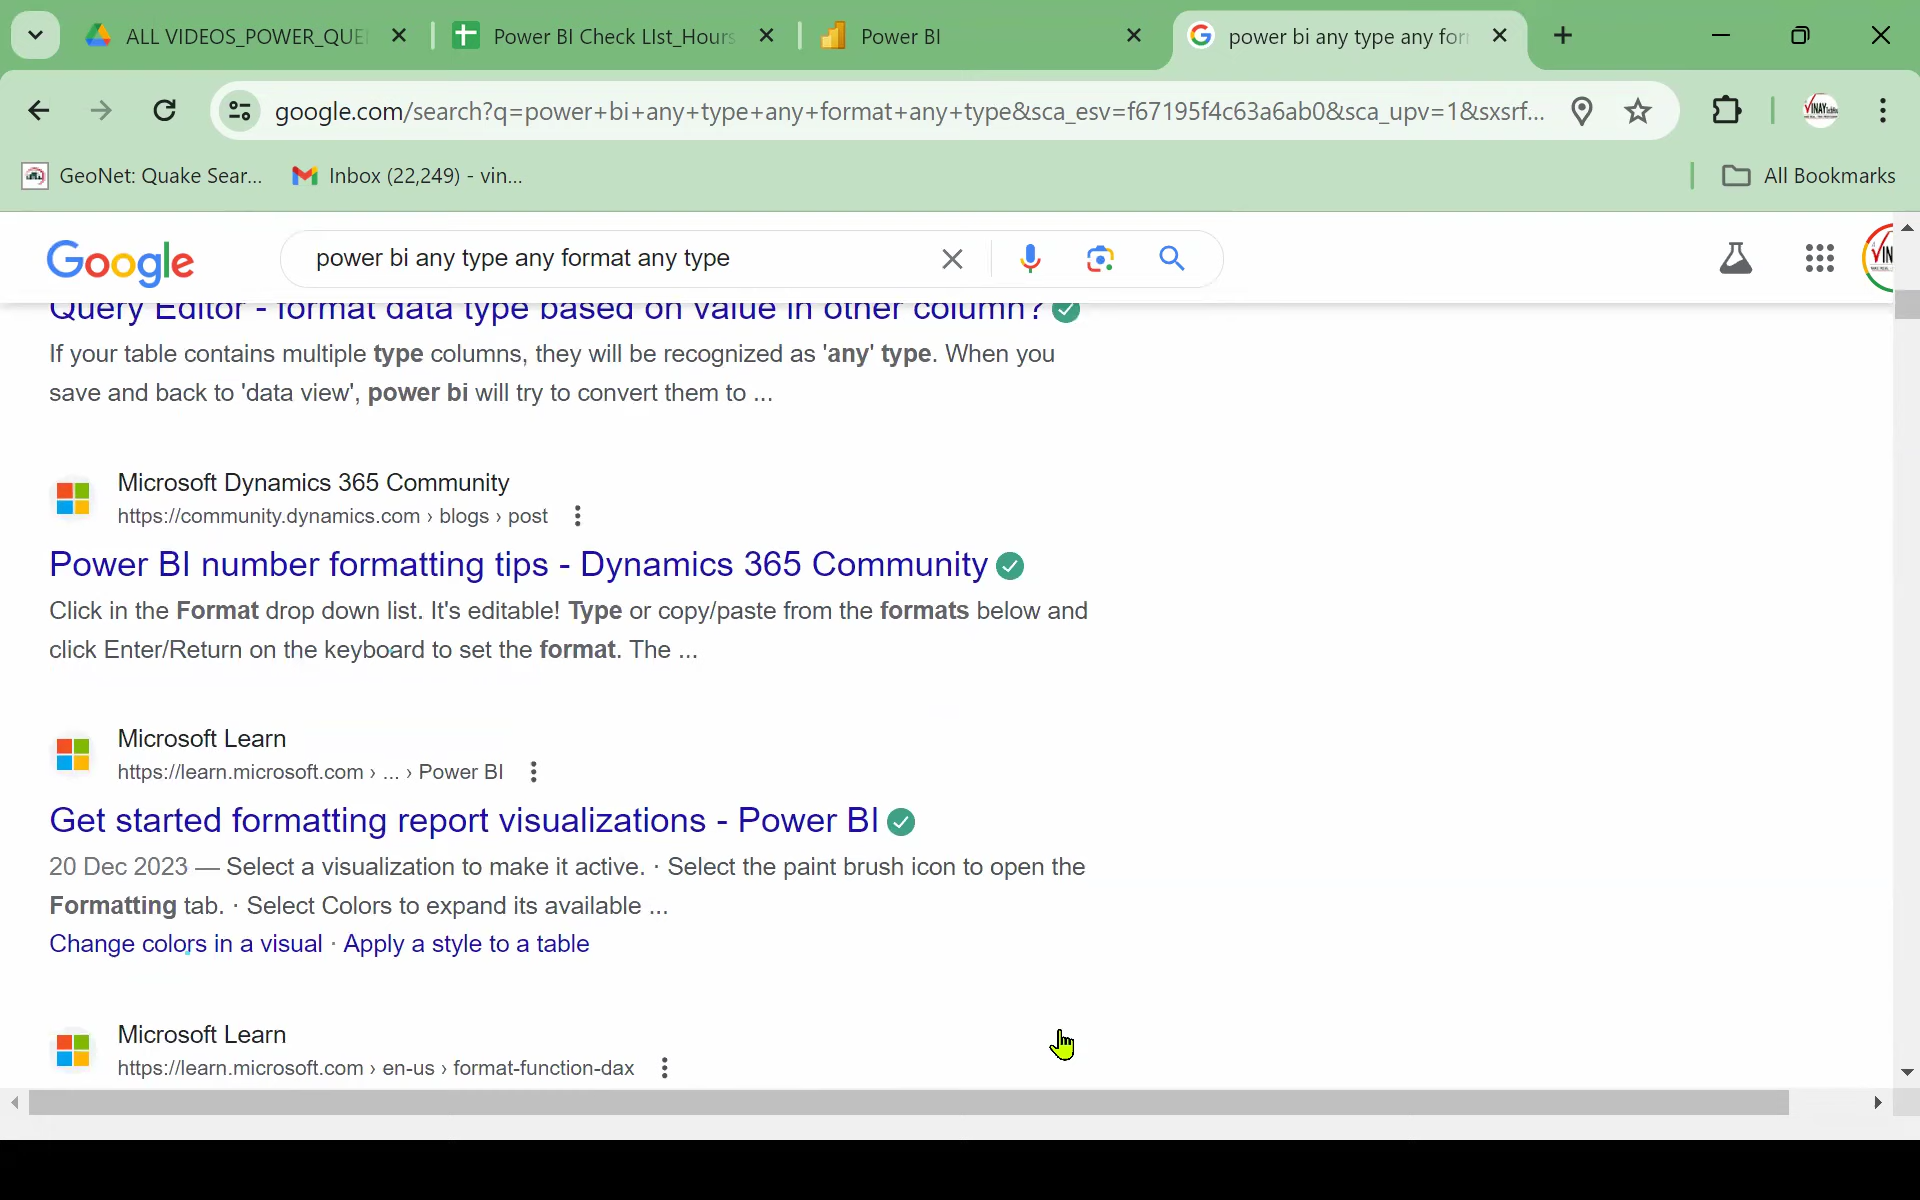 ALL VIDEOS_POWER_QUE
Power BI Check LIst_Hours
Power BI
power bi any type any for
google.com/search?q=power+bi+any+type+any+format+any+type&sca_esv=f67195f4c63a6ab0&sca_upv=1&sxsrf...
GeoNet: Quake Sear...
Inbox (22,249) - vin...
All Bookmarks
Google
power bi any type any format any type
Query Editor - format data type based on value in other column?
If your table contains multiple type columns, they will be recognized as 'any' type. When you
save and back to 'data view', power bi will try to convert them to ...
Microsoft Dynamics 365 Community
https://community.dynamics.com › blogs › post
Power BI number formatting tips - Dynamics 365 Community
Click in the Format drop down list. It's editable! Type or copy/paste from the formats below and
click Enter/Return on the keyboard to set the format. The ...
Microsoft Learn
https://learn.microsoft.com › ... › Power BI
Get started formatting report visualizations - Power BI
20 Dec 2023 — Select a visualization to make it active. · Select the paint brush icon to open the
Formatting tab. · Select Colors to expand its available ...
Change colors in a visual · Apply a style to a table
Microsoft Learn
https://learn.microsoft.com › en-us › format-function-dax